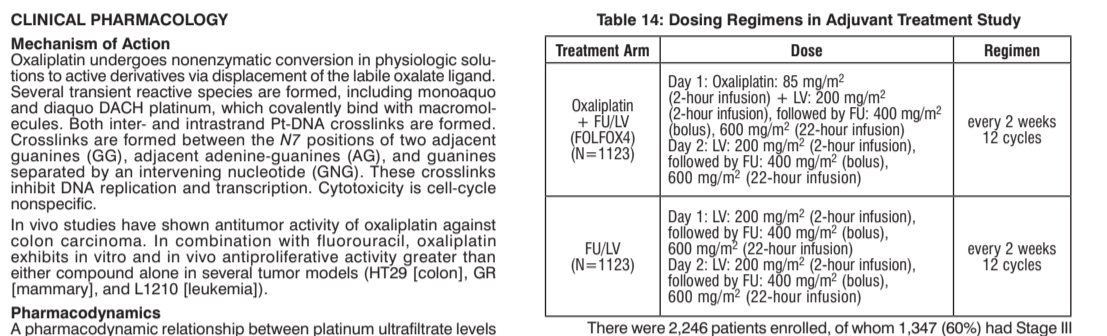 CLINICAL PHARMACOLOGY
Mechanism of Action
Oxaliplatin undergoes nonenzymatic conversion in physiologic solu-
tions to active derivatives via displacement of the labile oxalate ligand.
Several transient reactive species are formed, including monoaquo
and diaquo DACH platinum, which covalently bind with macromol-
ecules. Both inter- and intrastrand Pt-DNA crosslinks are formed.
Crosslinks are formed between the N7 positions of two adjacent
guanines (GG), adjacent adenine-guanines (AG), and guanines
separated by an intervening nucleotide (GNG). These crosslinks
inhibit DNA replication and transcription. Cytotoxicity is cell-cycle
nonspecific.
In vivo studies have shown antitumor activity of oxaliplatin against
colon carcinoma. In combination with fluorouracil, oxaliplatin
exhibits in vitro and in vivo antiproliferative activity greater than
either compound alone in several tumor models (HT29 [colon], GR
[mammary], and L1210 [leukemia]).
Pharmacodynamics
A pharmacodynamic relationship between platinum ultrafiltrate levels
Table 14: Dosing Regimens in Adjuvant Treatment Study
Treatment Arm
Dose
Regimen
Oxaliplatin
+ FU/LV
(FOLFOX4)
(N=1123)
Day 1: Oxaliplatin: 85 mg/m²
(2-hour infusion) + LV: 200 mg/m²
(2-hour infusion), followed by FU: 400 mg/m²
(bolus), 600 mg/m² (22-hour infusion)
Day 2: LV: 200 mg/m² (2-hour infusion),
followed by FU: 400 mg/m² (bolus),
600 mg/m² (22-hour infusion)
every 2 weeks
12 cycles
FU/LV
(N=1123)
Day 1: LV: 200 mg/m² (2-hour infusion),
followed by FU: 400 mg/m² (bolus),
600 mg/m² (22-hour infusion)
Day 2: LV: 200 mg/m² (2-hour infusion),
followed by FU: 400 mg/m² (bolus),
600 mg/m² (22-hour infusion)
every 2 weeks
12 cycles
There were 2,246 patients enrolled, of whom 1,347 (60%) had Stage III